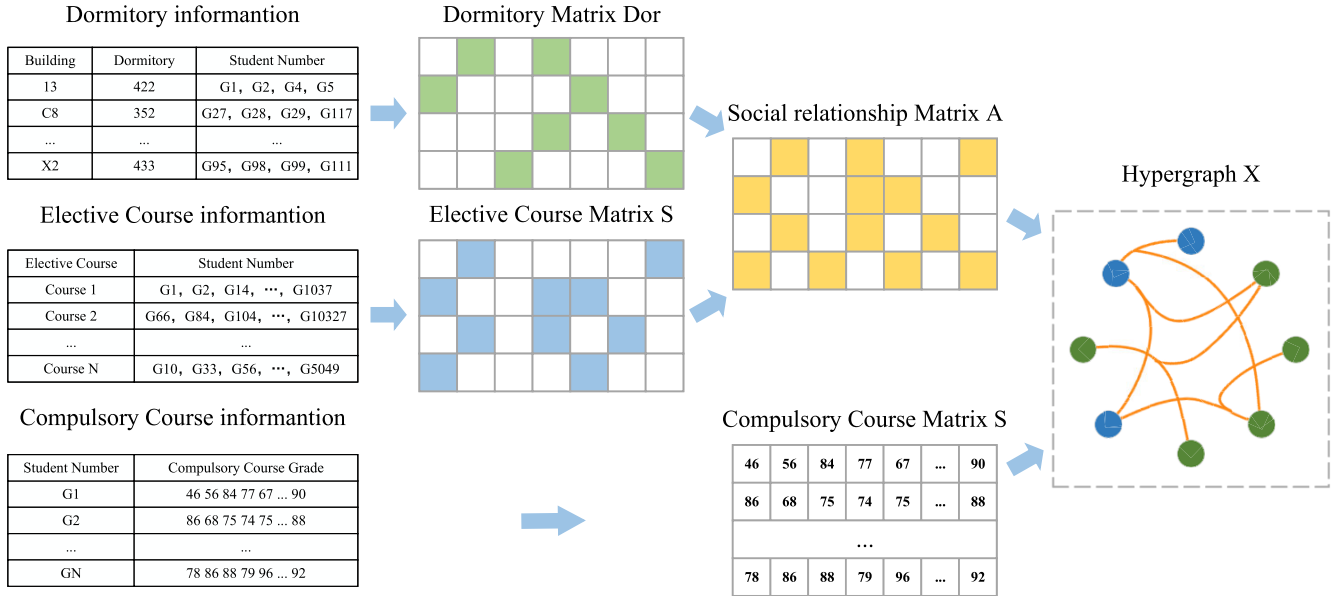 Dormitory informantion
Building Dormitory Student Number
13 422 G1, G2, G4, G5
C8 352 G27, G28, G29, G117
... ... ...
X2 433 G95, G98, G99, G111
Elective Course informantion
Elective Course Student Number
Course 1 G1, G2, G14, ···, G1037
Course 2 G66, G84, G104, ···, G10327
... ...
Course N G10, G33, G56, ···, G5049
Compulsory Course informantion
Student Number Compulsory Course Grade
G1 46 56 84 77 67 ... 90
G2 86 68 75 74 75 ... 88
... ...
GN 78 86 88 79 96 ... 92
Dormitory Matrix Dor
Elective Course Matrix S
Social relationship Matrix A
Compulsory Course Matrix S
46 56 84 77 67 ... 90
86 68 75 74 75 ... 88
...
78 86 88 79 96 ... 92
Hypergraph X